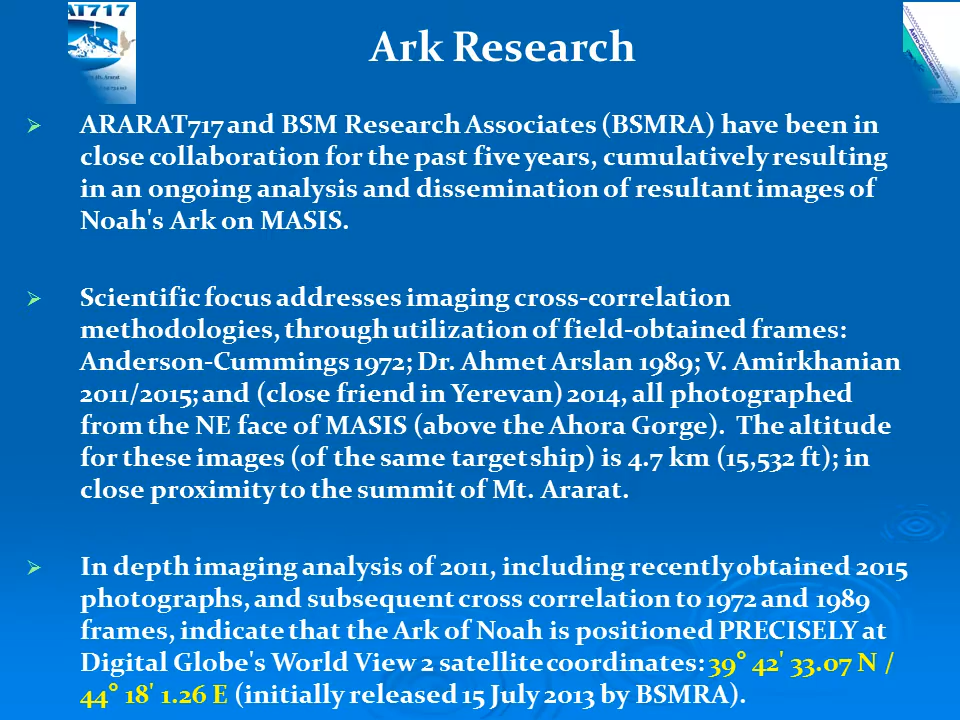 AT717
Ark Research
ARARAT717 and BSM Research Associates (BSMRA) have been in
close collaboration for the past five years, cumulatively resulting
in an ongoing analysis and dissemination of resultant images of
Noah's Ark on MASIS.
Scientific focus addresses imaging cross-correlation
methodologies, through utilization of field-obtained frames:
Anderson-Cummings 1972; Dr. Ahmet Arslan 1989; V. Amirkhanian
2011/2015; and (close friend in Yerevan) 2014, all photographed
from the NE face of MASIS (above the Ahora Gorge). The altitude
for these images (of the same target ship) is 4.7 km (15,532 ft); in
close proximity to the summit of Mt. Ararat.
In depth imaging analysis of 2011, including recently obtained 2015
photographs, and subsequent cross correlation to 1972 and 1989
frames, indicate that the Ark of Noah is positioned PRECISELY at
Digital Globe's World View 2 satellite coordinates: 39° 42' 33.07 N /
44° 18' 1.26 E (initially released 15 July 2013 by BSMRA).